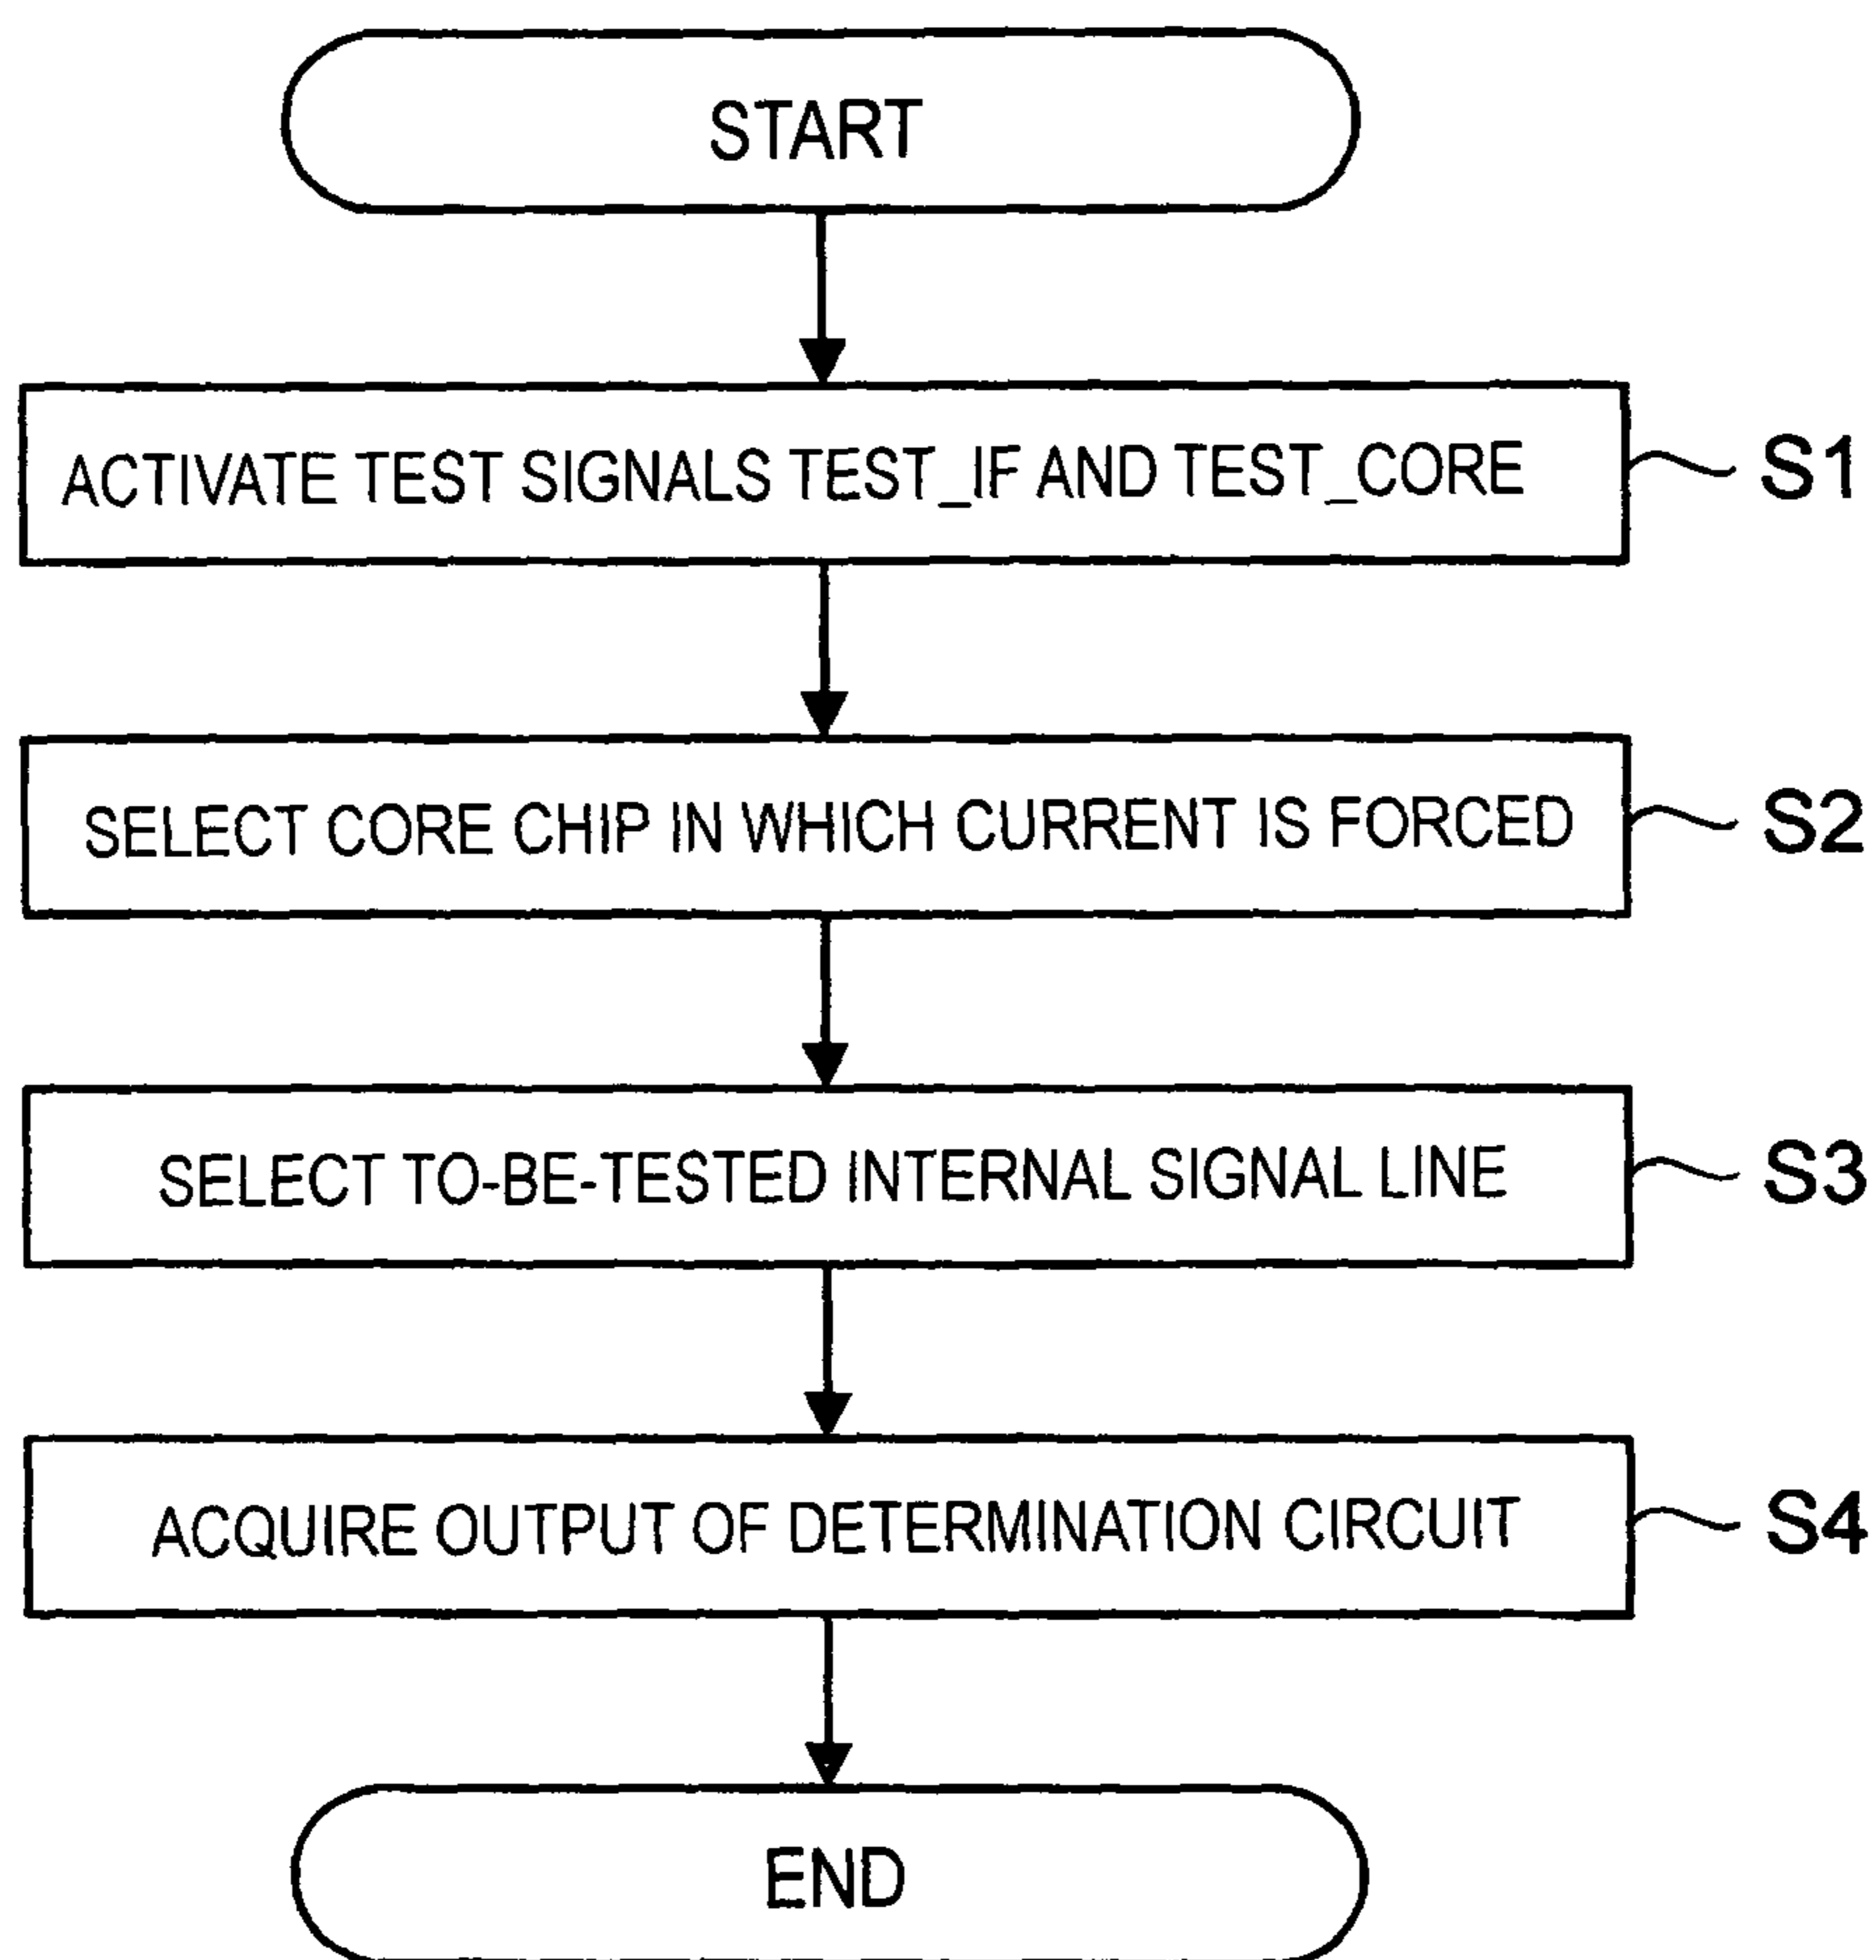 START
ACTIVATE TEST SIGNALS TEST_IF AND TEST_CORE
S1
SELECT CORE CHIP IN WHICH CURRENT IS FORCED
S2
SELECT TO-BE-TESTED INTERNAL SIGNAL LINE
S3
ACQUIRE OUTPUT OF DETERMINATION CIRCUIT
S4
END